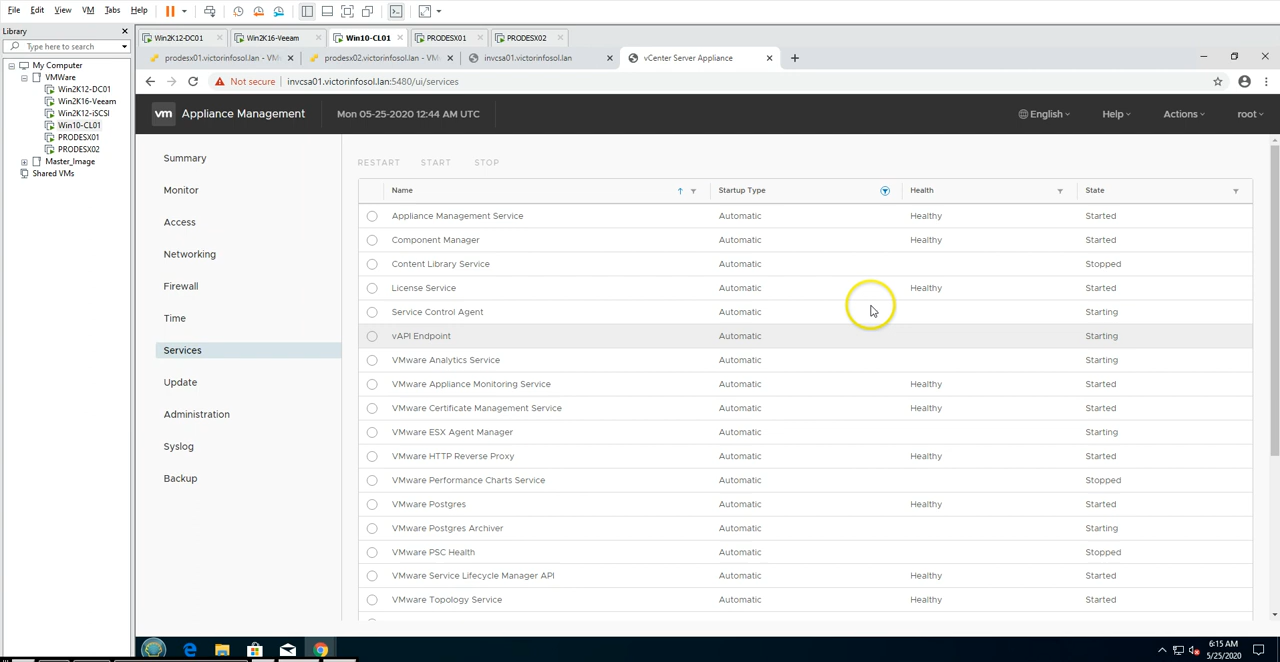 File Edit View VM Tabs Help
Library
Type here to search
My Computer
VMWare
Win2K12-DC01
Win2K16-Veeam
Win2K12-iSCSI
Win10-CL01
PRODESX01
PRODESX02
Master_Image
Shared VMs
Win2K12-DC01 Win2K16-Veeam Win10-CL01 PRODESX01 PRODESX02
prodesx01.victorinfosol.lan - VM prodesx02.victorinfosol.lan - VM invcsa01.victorinfosol.lan vCenter Server Appliance
Not secure invcsa01.victorinfosol.lan:5480/ui/services
vm Appliance Management Mon 05-25-2020 12:44 AM UTC English Help Actions root
Summary
Monitor
Access
Networking
Firewall
Time
Services
Update
Administration
Syslog
Backup
RESTART START STOP
Name Startup Type Health State
Appliance Management Service Automatic Healthy Started
Component Manager Automatic Healthy Started
Content Library Service Automatic Stopped
License Service Automatic Healthy Started
Service Control Agent Automatic Starting
vAPI Endpoint Automatic Starting
VMware Analytics Service Automatic Starting
VMware Appliance Monitoring Service Automatic Healthy Started
VMware Certificate Management Service Automatic Healthy Started
VMware ESX Agent Manager Automatic Starting
VMware HTTP Reverse Proxy Automatic Healthy Started
VMware Performance Charts Service Automatic Stopped
VMware Postgres Automatic Healthy Started
VMware Postgres Archiver Automatic Starting
VMware PSC Health Automatic Stopped
VMware Service Lifecycle Manager API Automatic Healthy Started
VMware Topology Service Automatic Healthy Started
6:15 AM
5/25/2020